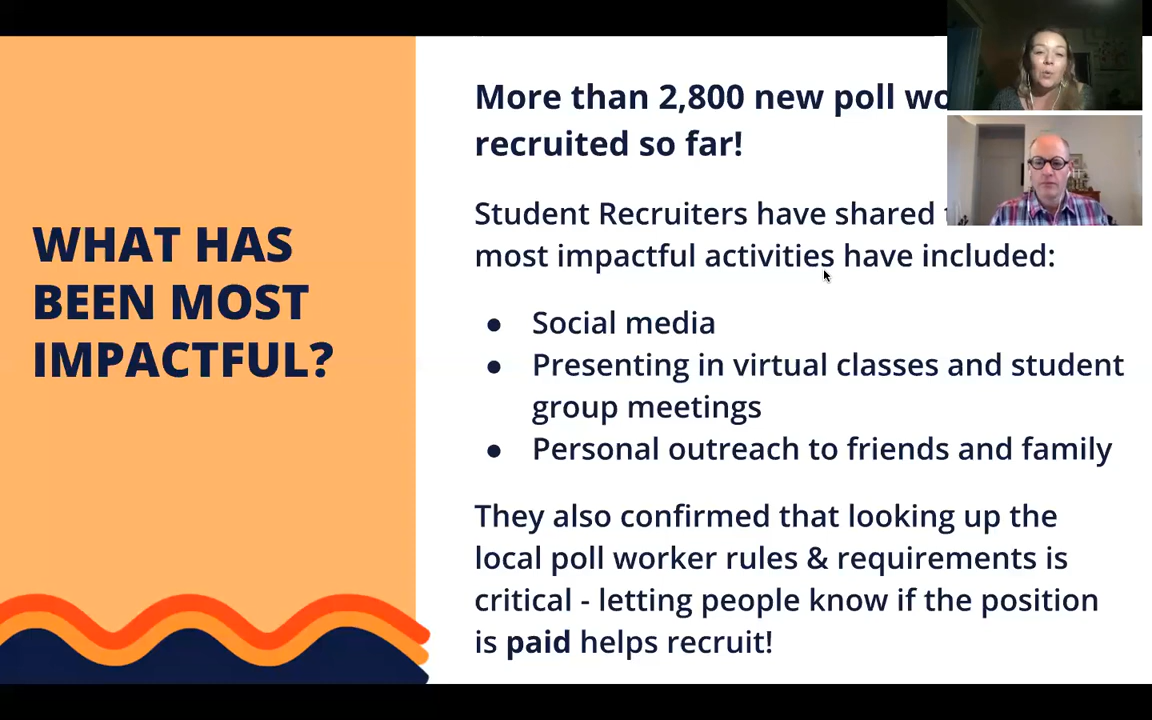 WHAT HAS
BEEN MOST
IMPACTFUL?
More than 2,800 new poll
recruited so far!
Student Recruiters have shared
most impactful activities have included:
● Social media
● Presenting in virtual classes and student
group meetings
● Personal outreach to friends and family
They also confirmed that looking up the
local poll worker rules & requirements is
critical - letting people know if the position
is paid helps recruit!